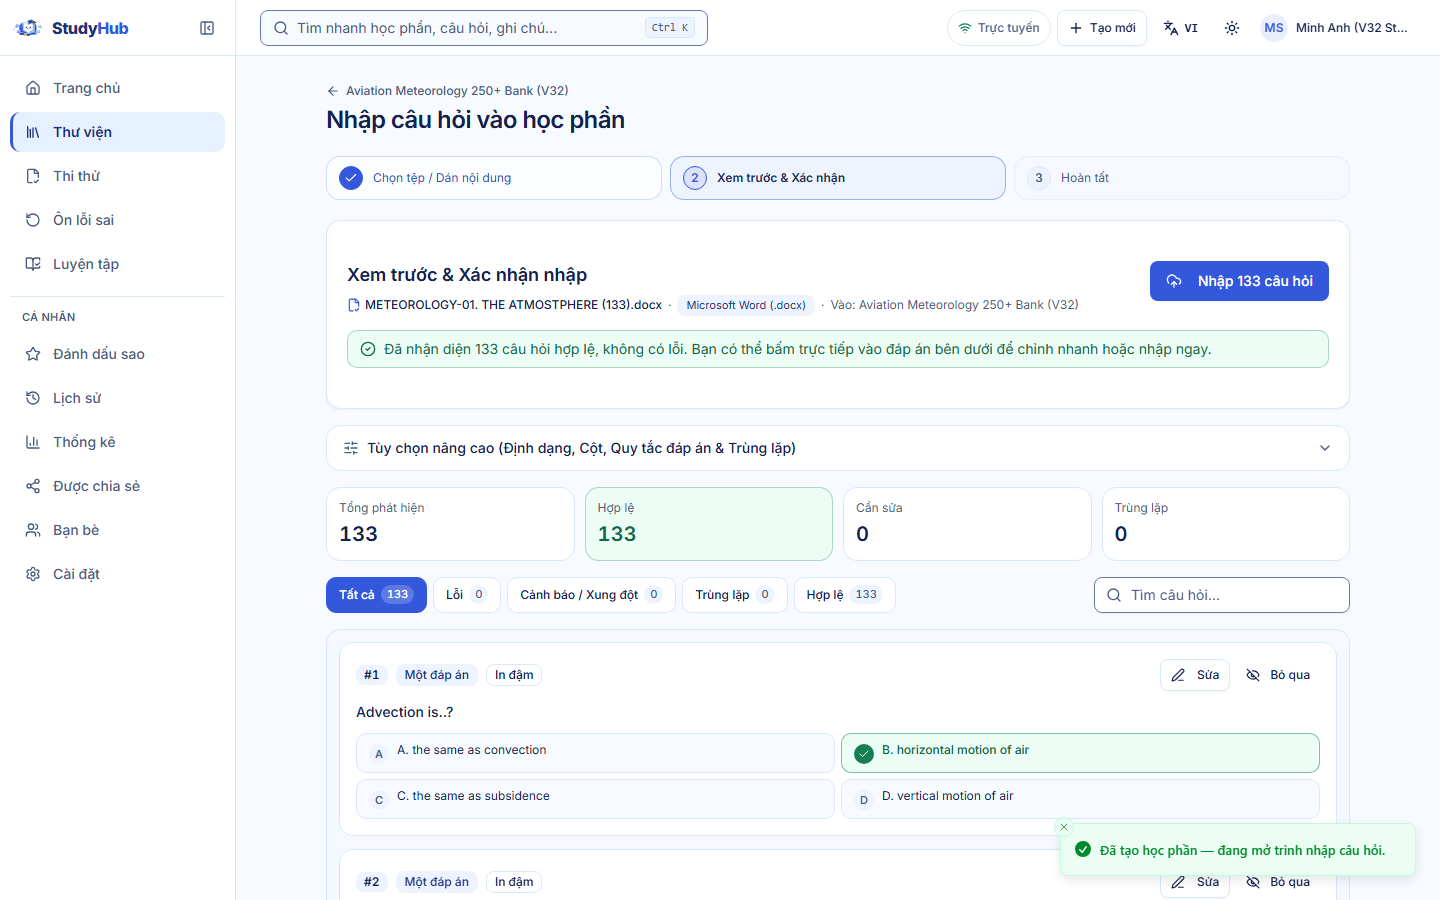 StudyHub
Tìm nhanh học phần, câu hỏi, ghi chú...
Ctrl K
Trực tuyến
Tạo mới
VI
MS
Minh Anh (V32 St...
Trang chủ
Thư viện
Thi thử
Ôn lỗi sai
Luyện tập
CÁ NHÂN
Đánh dấu sao
Lịch sử
Thống kê
Được chia sẻ
Bạn bè
Cài đặt
Aviation Meteorology 250+ Bank (V32)
Nhập câu hỏi vào học phần
Chọn tệp / Dán nội dung
2 Xem trước & Xác nhận
3 Hoàn tất
Xem trước & Xác nhận nhập
METEOROLOGY-01. THE ATMOSTPHERE (133).docx · Microsoft Word (.docx) · Vào: Aviation Meteorology 250+ Bank (V32)
Nhập 133 câu hỏi
Đã nhận diện 133 câu hỏi hợp lệ, không có lỗi. Bạn có thể bấm trực tiếp vào đáp án bên dưới để chỉnh nhanh hoặc nhập ngay.
Tùy chọn nâng cao (Định dạng, Cột, Quy tắc đáp án & Trùng lặp)
Tổng phát hiện
133
Hợp lệ
133
Cần sửa
0
Trùng lặp
0
Tất cả 133
Lỗi 0
Cảnh báo / Xung đột 0
Trùng lặp 0
Hợp lệ 133
Tìm câu hỏi...
#1 Một đáp án In đậm
Sửa
Bỏ qua
Advection is..?
A A. the same as convection
B. horizontal motion of air
C C. the same as subsidence
D D. vertical motion of air
Đã tạo học phần — đang mở trình nhập câu hỏi.
#2 Một đáp án In đậm
Sửa
Bỏ qua